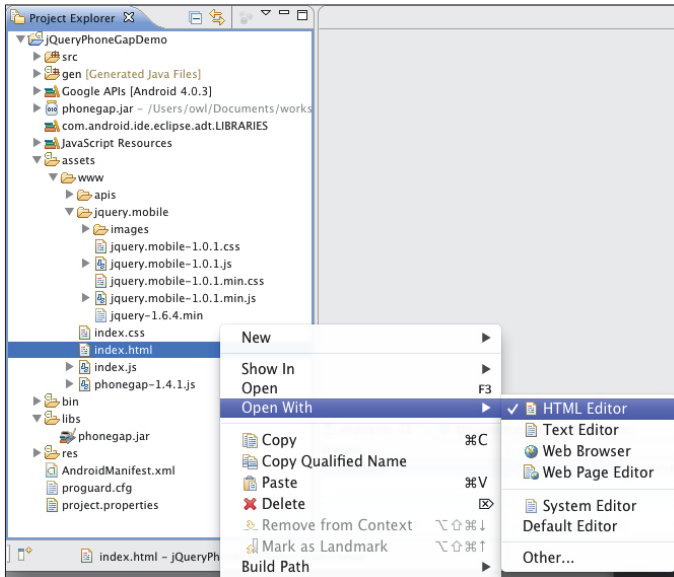 Project Explorer
jQueryPhoneGapDemo
src
gen [Generated Java Files]
Google APIs [Android 4.0.3]
phonegap.jar - /Users/owl/Documents/works
com.android.ide.eclipse.adt.LIBRARIES
JavaScript Resources
assets
www
apis
jquery.mobile
images
jquery.mobile-1.0.1.css
jquery.mobile-1.0.1.js
jquery.mobile-1.0.1.min.css
jquery.mobile-1.0.1.min.js
jquery-1.6.4.min
index.css
index.html
index.js
phonegap-1.4.1.js
bin
libs
phonegap.jar
res
AndroidManifest.xml
proguard.cfg
project.properties
index.html - jQueryPh
New
Show In
Open F3
Open With
Copy ⌘C
Copy Qualified Name
Paste ⌘V
Delete ⌦
Remove from Context ⌥⇧⌘↓
Mark as Landmark ⌥⇧⌘↑
Build Path
✓ HTML Editor
Text Editor
Web Browser
Web Page Editor
System Editor
Default Editor
Other...